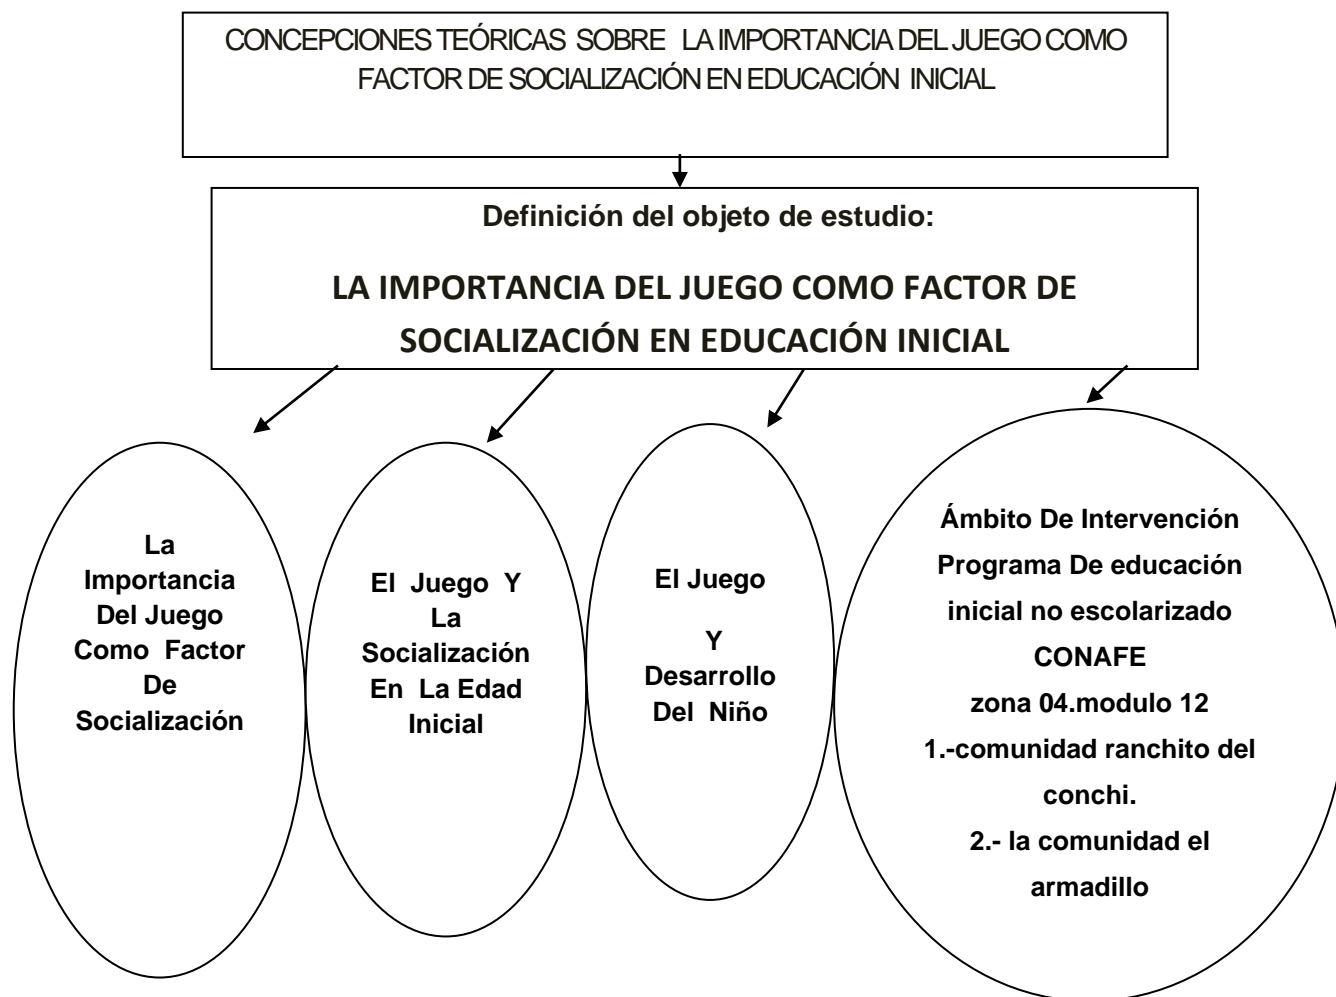 CONCEPCIONES TEÓRICAS SOBRE LA IMPORTANCIA DEL JUEGO COMO
FACTOR DE SOCIALIZACIÓN EN EDUCACIÓN INICIAL
Definición del objeto de estudio:
LA IMPORTANCIA DEL JUEGO COMO FACTOR DE
SOCIALIZACIÓN EN EDUCACIÓN INICIAL
La
Importancia
Del Juego
Como Factor
De
Socialización
El Juego Y
La
Socialización
En La Edad
Inicial
El Juego
Y
Desarrollo
Del Niño
Ámbito De Intervención
Programa De educación
inicial no escolarizado
CONAFE
zona 04.modulo 12
1.-comunidad ranchito del
conchi.
2.- la comunidad el
armadillo